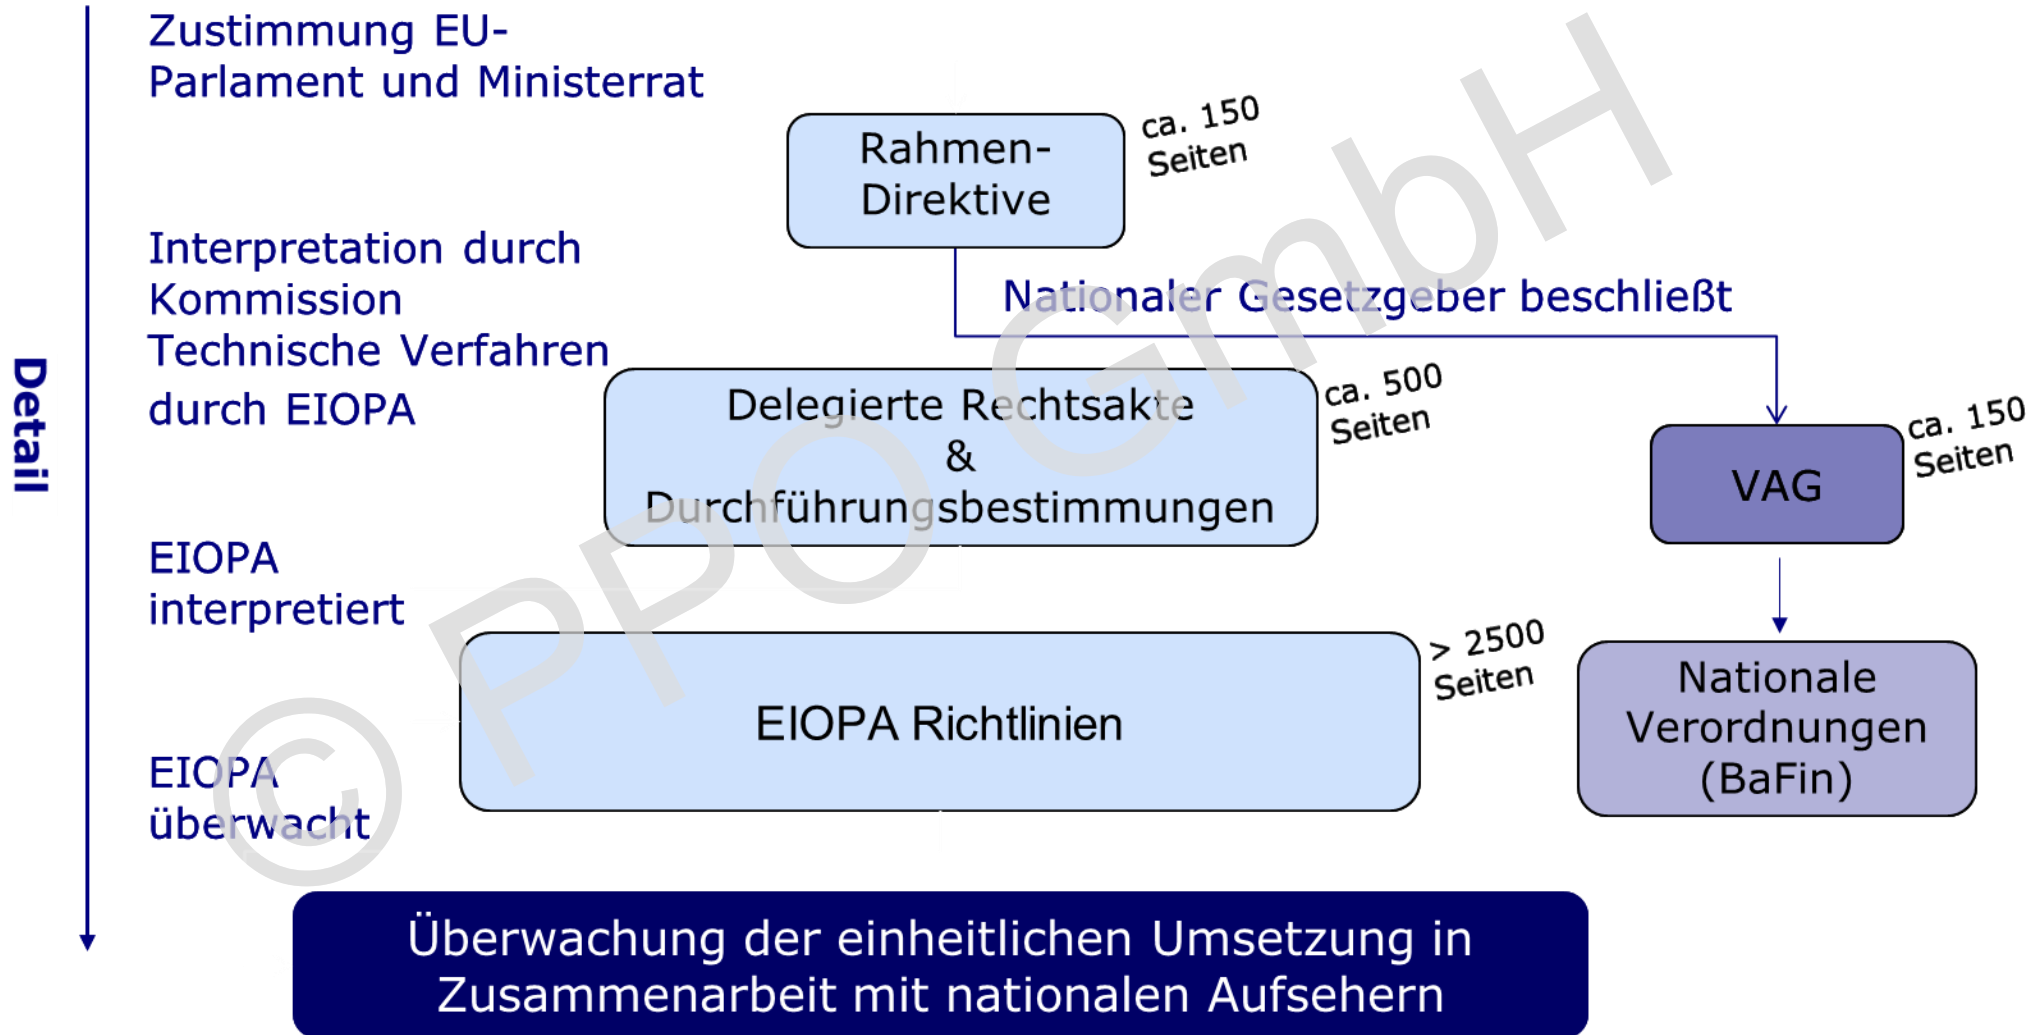 Zustimmung EU-
Parlament und Ministerrat
Rahmen-
Direktive
ca. 150
Seiten
Interpretation durch
Kommission
Technische Verfahren
durch EIOPA
Nationaler Gesetzgeber beschließt
Detail
Delegierte Rechtsakte
&
Durchführungsbestimmungen
ca. 500
Seiten
VAG
ca. 150
Seiten
EIOPA
interpretiert
EIOPA Richtlinien
> 2500
Seiten
Nationale
Verordnungen
(BaFin)
EIOPA
überwacht
Überwachung der einheitlichen Umsetzung in
Zusammenarbeit mit nationalen Aufsehern
© PPO GmbH